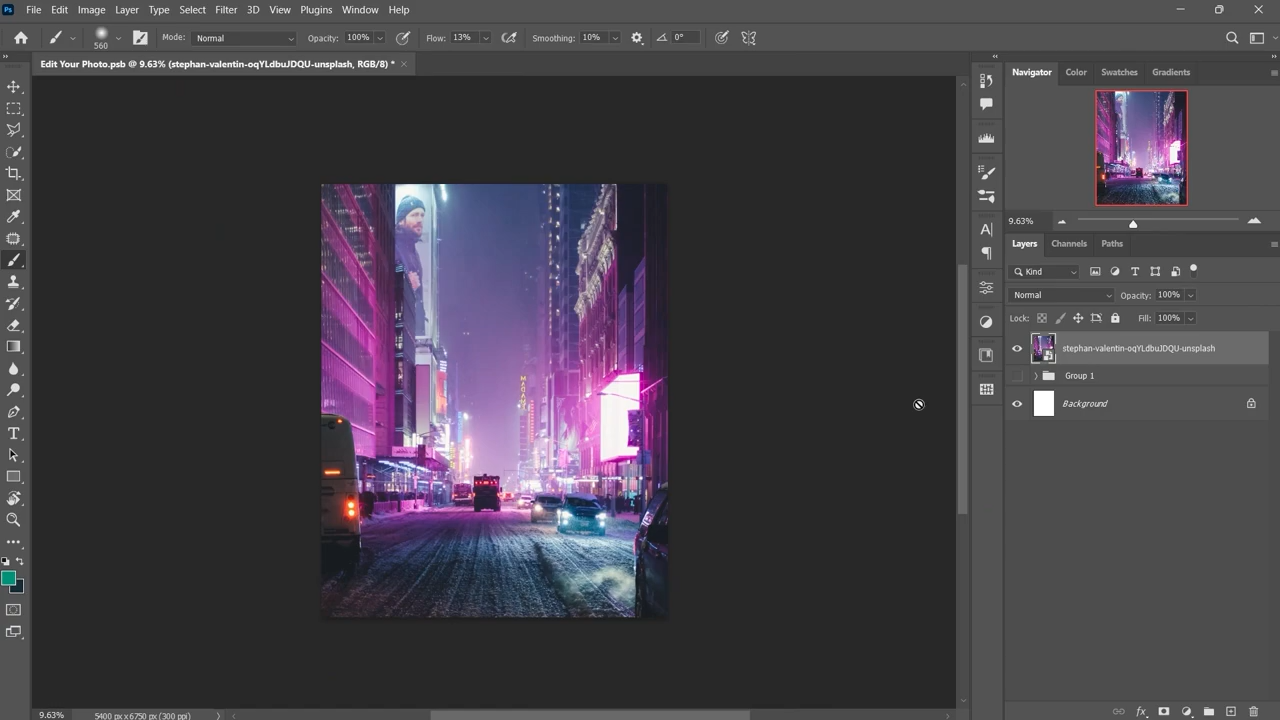 Ps File Edit Image Layer Type Select Filter 3D View Plugins Window Help
560 Mode: Normal Opacity: 100% Flow: 13% Smoothing: 10% 0°
Edit Your Photo.psb @ 9.63% (stephan-valentin-oqYLdbuJDQU-unsplash, RGB/8) *
Navigator Color Swatches Gradients
9.63%
Layers Channels Paths
Kind
Normal Opacity: 100%
Lock: Fill: 100%
stephan-valentin-oqYLdbuJDQU-unsplash
Group 1
Background
9.63% 5400 px x 6750 px (300 ppi)